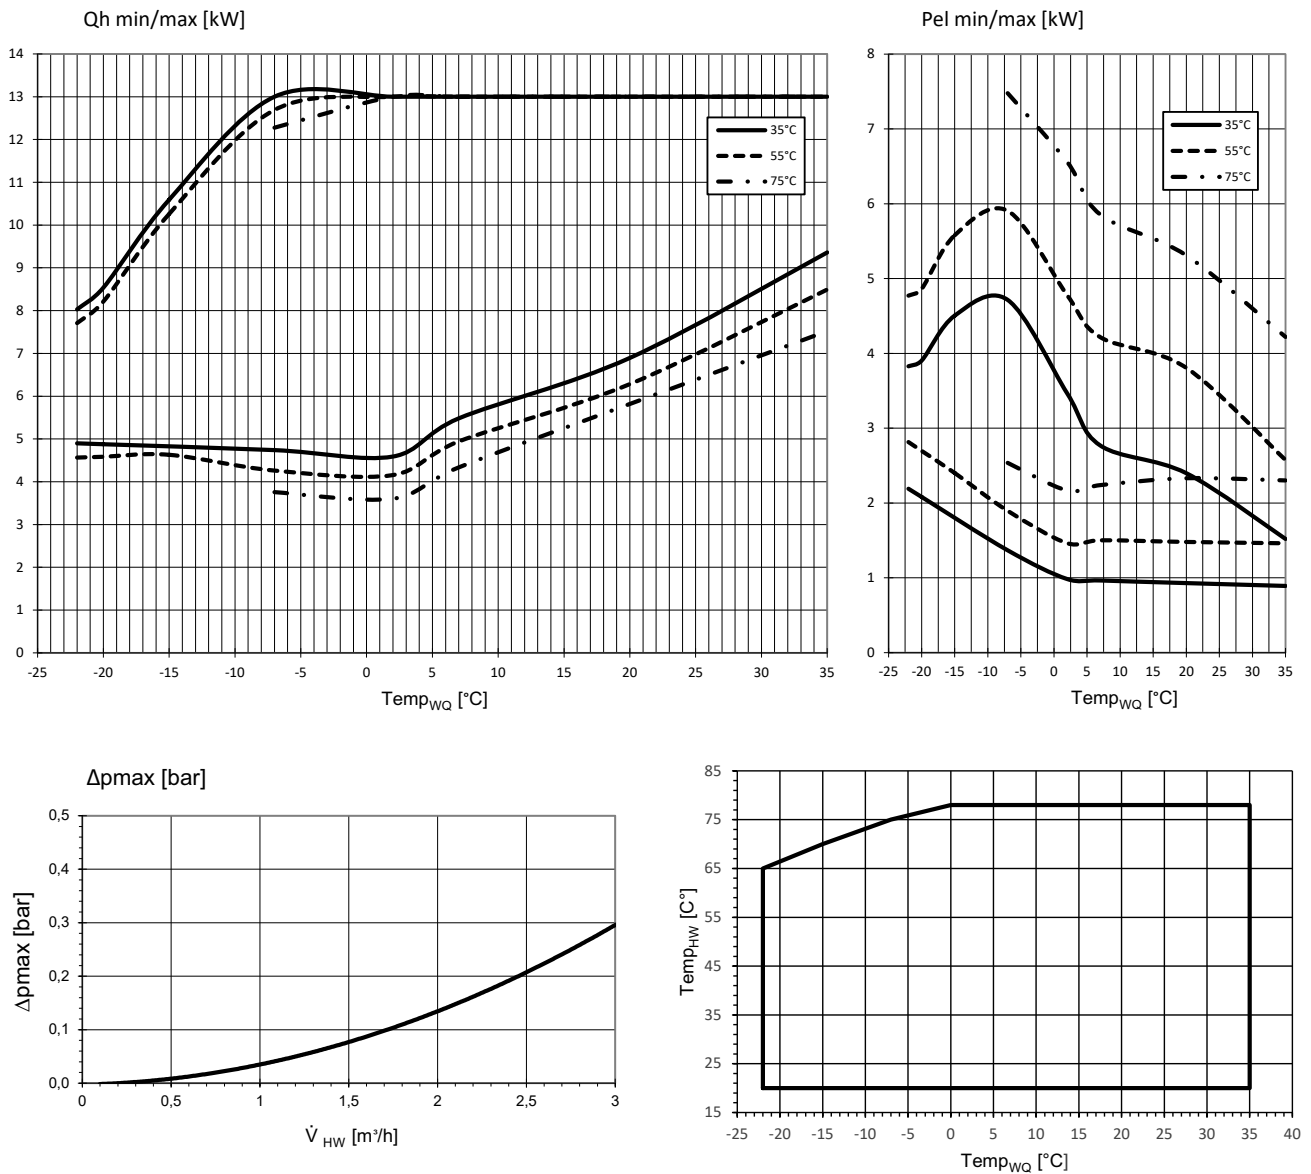 Qh min/max [kW]
14
13
12
11
10
9
8
7
6
5
4
3
2
1
0
-25 -20 -15 -10 -5 0 5 10 15 20 25 30 35
Temp_WQ [°C]
35°C
55°C
75°C
Pel min/max [kW]
8
7
6
5
4
3
2
1
0
-25 -20 -15 -10 -5 0 5 10 15 20 25 30 35
Temp_WQ [°C]
35°C
55°C
75°C
Δpmax [bar]
Δpmax [bar]
0,5
0,4
0,3
0,2
0,1
0,0
0 0,5 1 1,5 2 2,5 3
V̇ HW [m³/h]
Temp_HW [C°]
85
75
65
55
45
35
25
15
-25 -20 -15 -10 -5 0 5 10 15 20 25 30 35 40
Temp_WQ [°C]